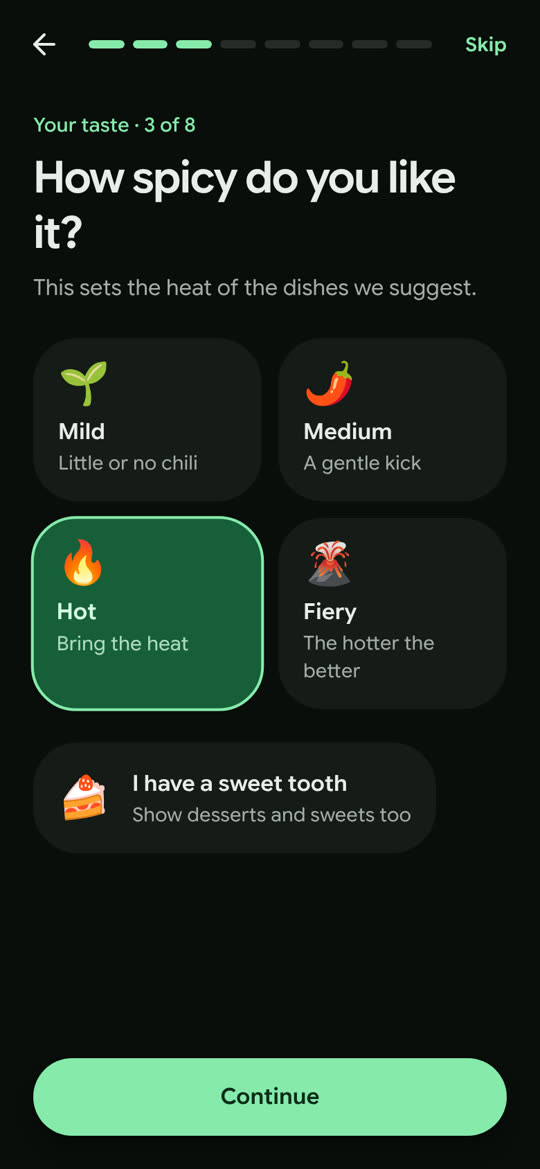 Skip
Your taste · 3 of 8
How spicy do you like
it?
This sets the heat of the dishes we suggest.
Mild
Little or no chili
Medium
A gentle kick
Hot
Bring the heat
Fiery
The hotter the
better
I have a sweet tooth
Show desserts and sweets too
Continue